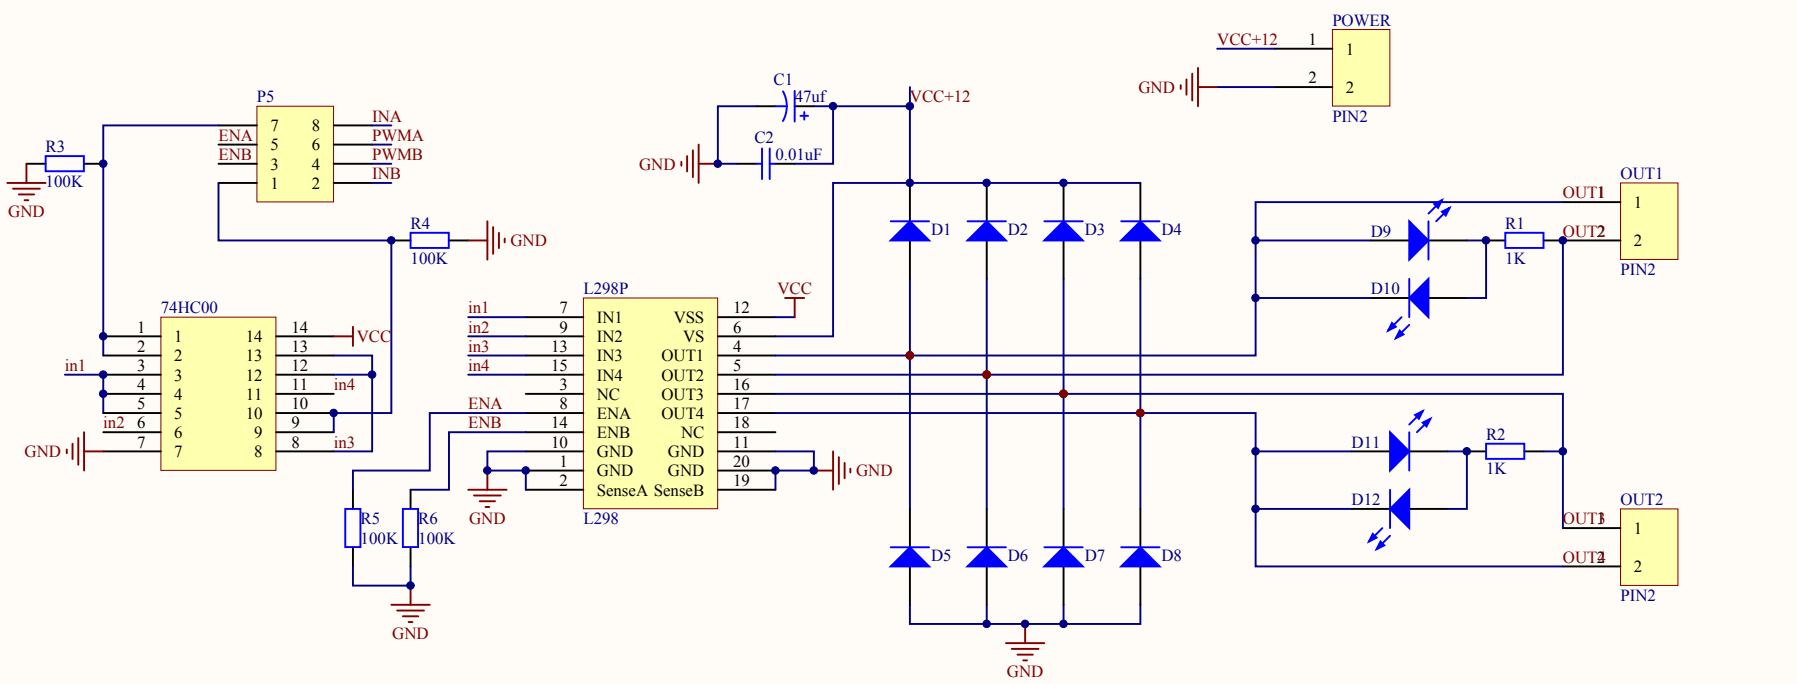 POWER
VCC+12 1 1
GND 2 2
PIN2
P5
7 8 INA
ENA 5 6 PWMA
ENB 3 4 PWMB
1 2 INB
R3
100K
GND
R4
100K
GND
C1
47uf
+
VCC+12
C2
0.01uF
GND
D1
D2
D3
D4
74HC00
1 1 14 14 VCC
2 2 13 13
in1 3 3 12 12
4 4 11 11 in4
5 5 10 10
in2 6 6 9 9
GND 7 7 8 8 in3
L298P
in1 7 IN1 VSS 12 VCC
in2 9 IN2 VS 6
in3 13 IN3 OUT1 4
in4 15 IN4 OUT2 5
3 NC OUT3 16
ENA 8 ENA OUT4 17
ENB 14 ENB NC 18
10 GND GND 11
1 GND GND 20 GND
2 SenseA SenseB 19
GND
L298
R5
100K
R6
100K
GND
D5
D6
D7
D8
GND
OUT1
OUT1 1
OUT2 2
PIN2
D9
D10
R1
1K
D11
D12
R2
1K
OUT2
OUT3 1
OUT4 2
PIN2